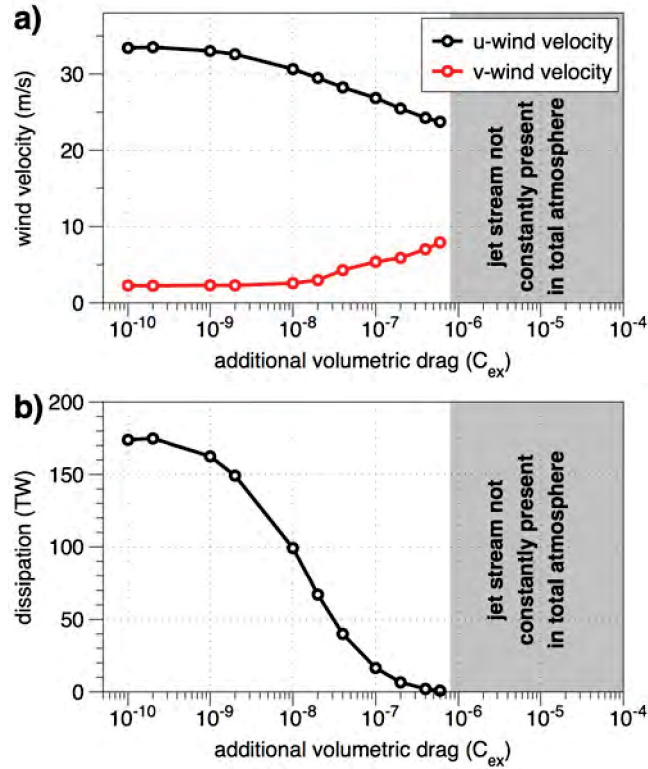 a)
u-wind velocity
v-wind velocity
wind velocity (m/s)
30
20
10
0
jet stream not
constantly present
in total atmosphere
10-10
10-9
10-8
10-7
10-6
10-5
10-4
additional volumetric drag (Cex)
b)
dissipation (TW)
200
150
100
50
0
jet stream not
constantly present
in total atmosphere
10-10
10-9
10-8
10-7
10-6
10-5
10-4
additional volumetric drag (Cex)